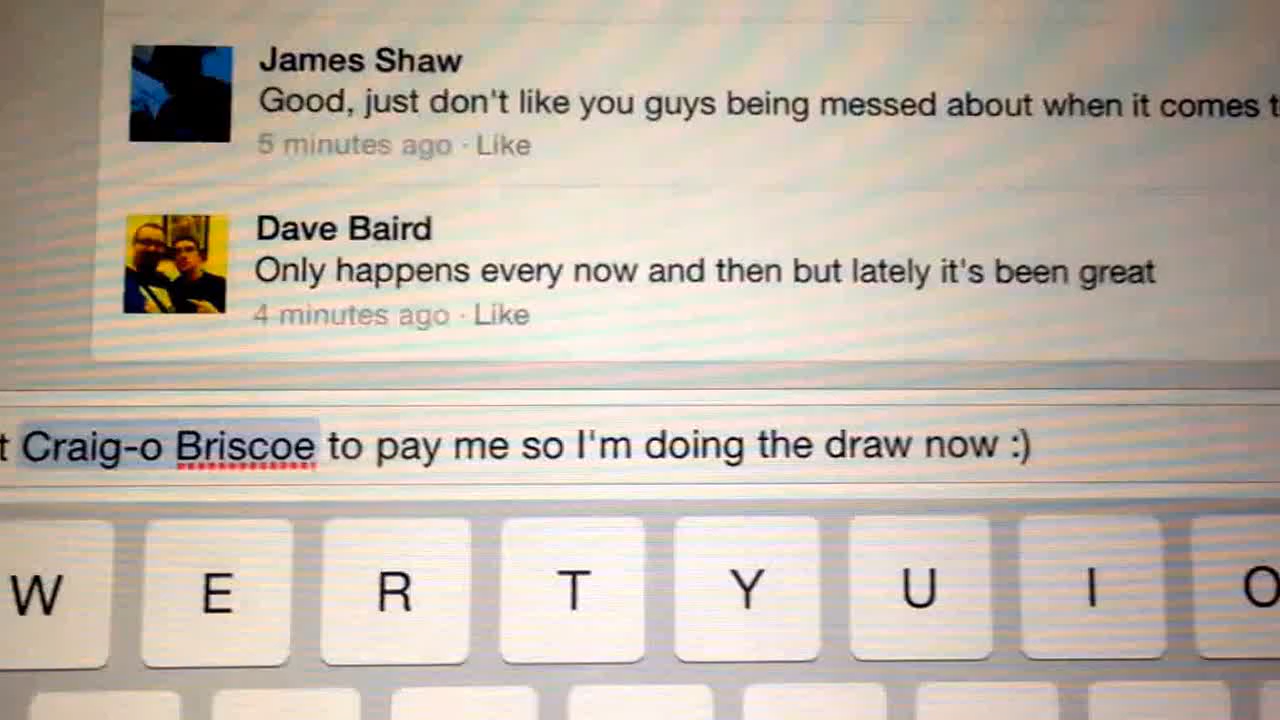 James Shaw
Good, just don't like you guys being messed about when it comes t
5 minutes ago · Like
Dave Baird
Only happens every now and then but lately it's been great
4 minutes ago · Like
t Craig-o Briscoe to pay me so I'm doing the draw now :)
W E R T Y U I O